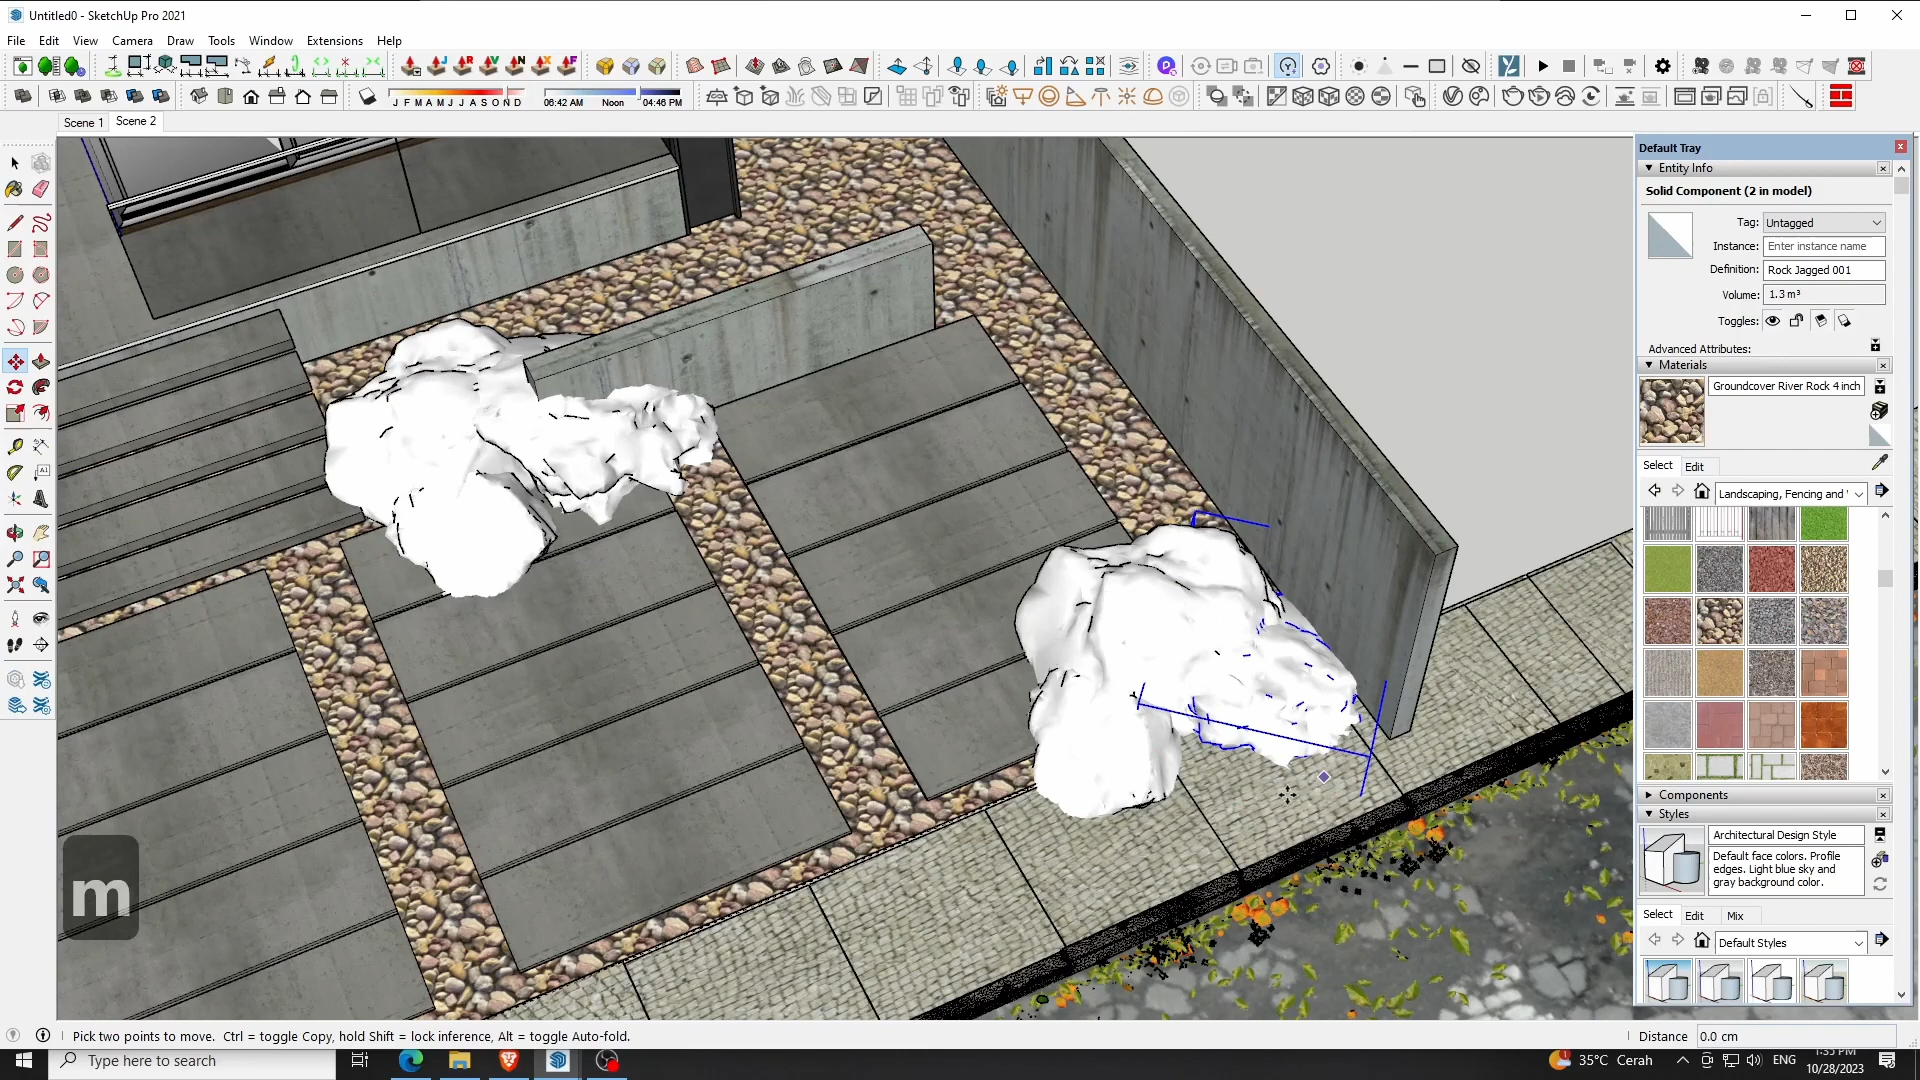 Untitled0 - SketchUp Pro 2021
File Edit View Camera Draw Tools Window Extensions Help
J F M A M J J A S O N D 06:42 AM Noon 04:46 PM
Scene 1 Scene 2
Default Tray
Entity Info
Solid Component (2 in model)
Tag: Untagged
Instance: Enter instance name
Definition: Rock Jagged 001
Volume: 1.3 m³
Toggles:
Advanced Attributes:
Materials
Groundcover River Rock 4 inch
Select Edit
Landscaping, Fencing and
Components
Styles
Architectural Design Style
Default face colors. Profile
edges. Light blue sky and
gray background color.
Select Edit Mix
Default Styles
m
Pick two points to move. Ctrl = toggle Copy, hold Shift = lock inference, Alt = toggle Auto-fold.
Distance 0.0 cm
Type here to search
35°C Cerah
ENG
1:35 PM
10/28/2023